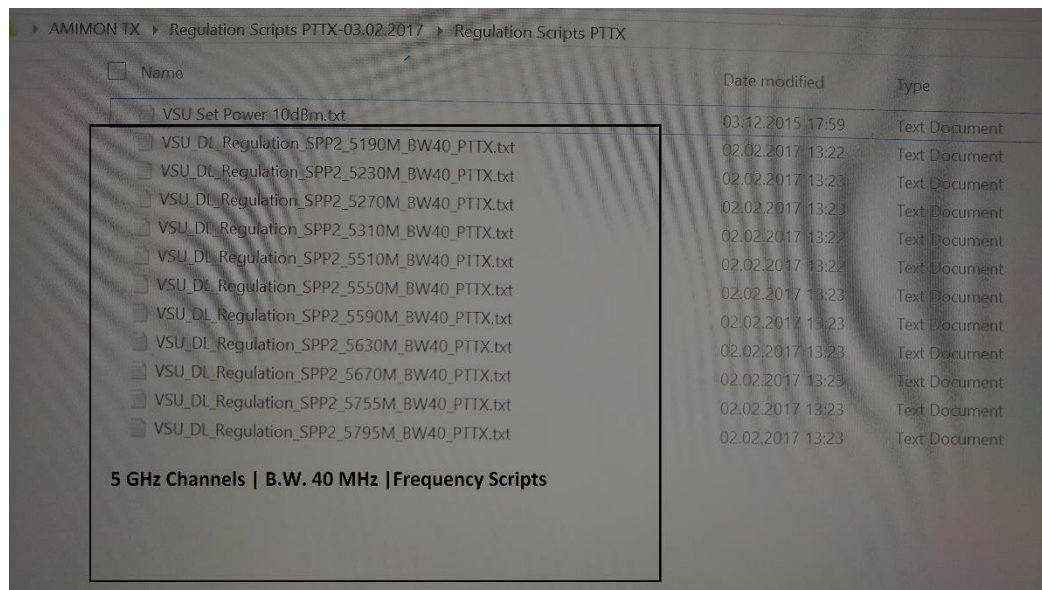 AMIMON TX ▸ Regulation Scripts PTTX-03.02.2017 ▸ Regulation Scripts PTTX
Name Date modified Type
VSU Set Power 10dBm.txt 03.12.2015 17:59 Text Document
VSU_DL_Regulation_SPP2_5190M_BW40_PTTX.txt 02.02.2017 13:22 Text Document
VSU_DL_Regulation_SPP2_5230M_BW40_PTTX.txt 02.02.2017 13:23 Text Document
VSU_DL_Regulation_SPP2_5270M_BW40_PTTX.txt 02.02.2017 13:23 Text Document
VSU_DL_Regulation_SPP2_5310M_BW40_PTTX.txt 02.02.2017 13:22 Text Document
VSU_DL_Regulation_SPP2_5510M_BW40_PTTX.txt 02.02.2017 13:22 Text Document
VSU_DL_Regulation_SPP2_5550M_BW40_PTTX.txt 02.02.2017 13:23 Text Document
VSU_DL_Regulation_SPP2_5590M_BW40_PTTX.txt 02.02.2017 13:23 Text Document
VSU_DL_Regulation_SPP2_5630M_BW40_PTTX.txt 02.02.2017 13:23 Text Document
VSU_DL_Regulation_SPP2_5670M_BW40_PTTX.txt 02.02.2017 13:23 Text Document
VSU_DL_Regulation_SPP2_5755M_BW40_PTTX.txt 02.02.2017 13:23 Text Document
VSU_DL_Regulation_SPP2_5795M_BW40_PTTX.txt 02.02.2017 13:23 Text Document
5 GHz Channels | B.W. 40 MHz |Frequency Scripts